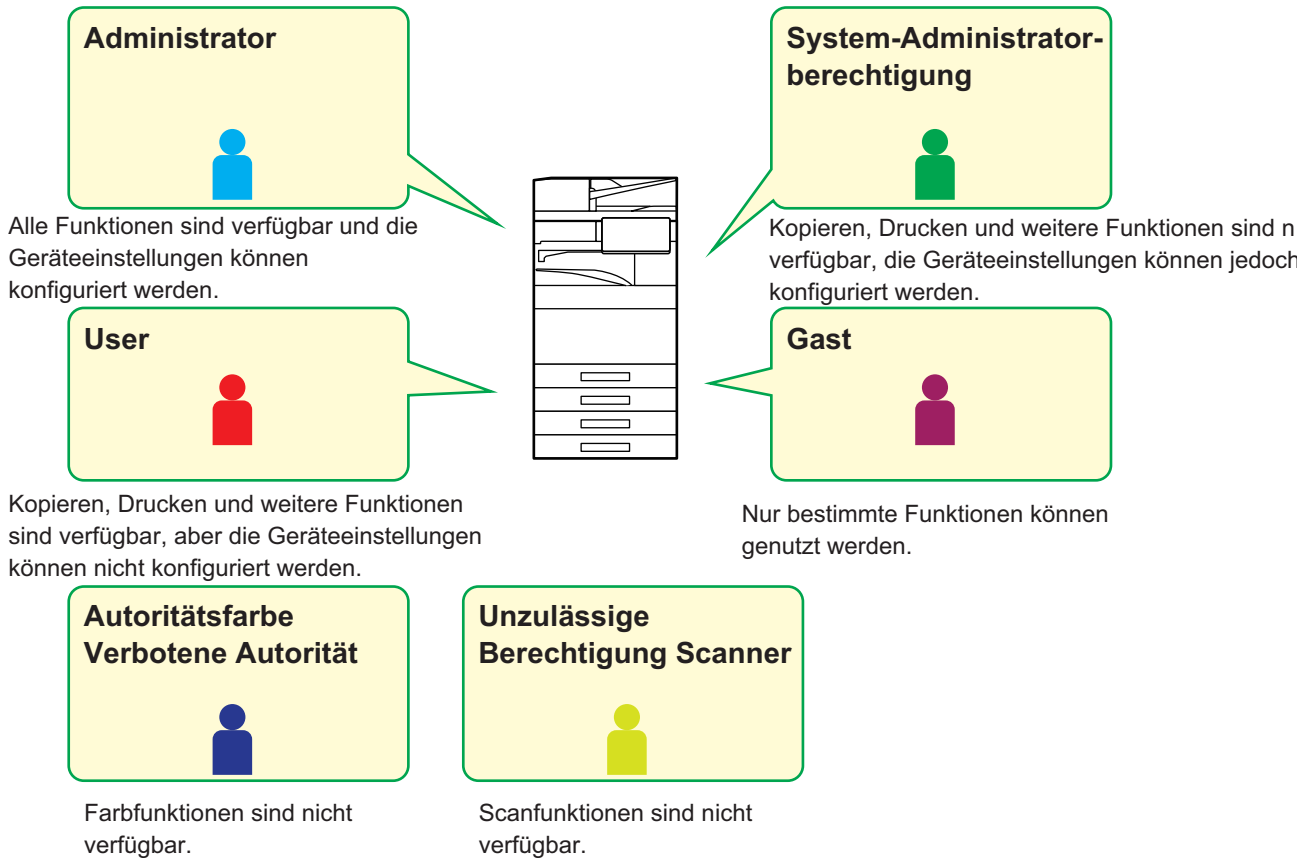 Administrator
Alle Funktionen sind verfügbar und die
Geräteeinstellungen können
konfiguriert werden.
System-Administrator-
berechtigung
Kopieren, Drucken und weitere Funktionen sind
verfügbar, die Geräteeinstellungen können jedoch
konfiguriert werden.
User
Kopieren, Drucken und weitere Funktionen
sind verfügbar, aber die Geräteeinstellungen
können nicht konfiguriert werden.
Gast
Nur bestimmte Funktionen können
genutzt werden.
Autoritätsfarbe
Verbotene Autorität
Farbfunktionen sind nicht
verfügbar.
Unzulässige
Berechtigung Scanner
Scanfunktionen sind nicht
verfügbar.